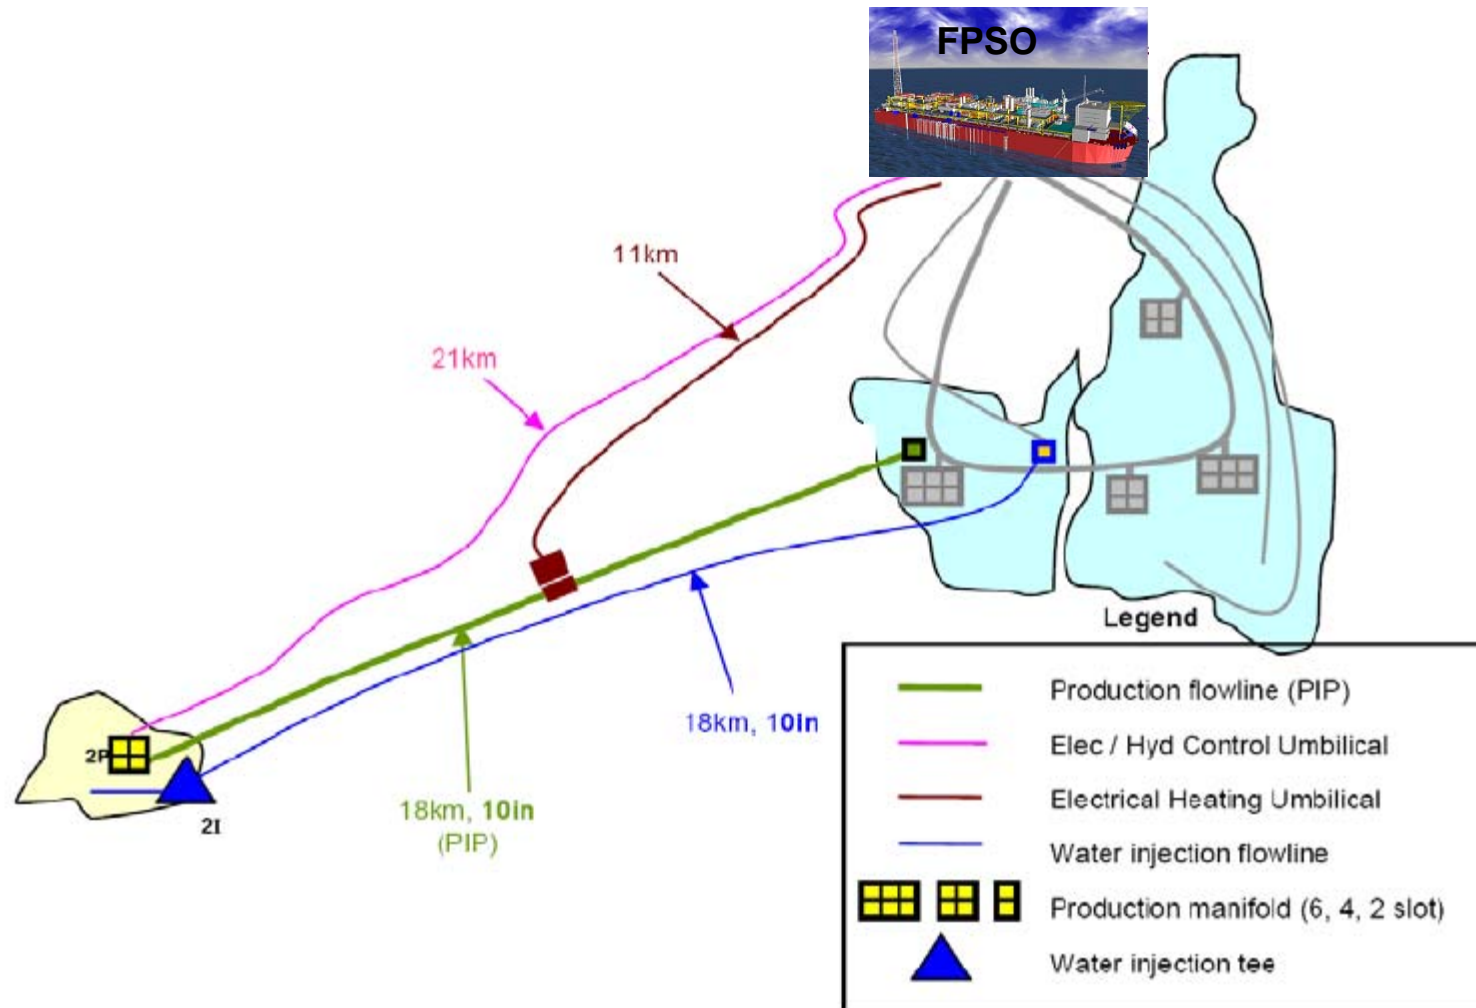 FPSO
11km
21km
18km, 10in
18km, 10in
(PIP)
2P
2I
Legend
Production flowline (PIP)
Elec / Hyd Control Umbilical
Electrical Heating Umbilical
Water injection flowline
Production manifold (6, 4, 2 slot)
Water injection tee